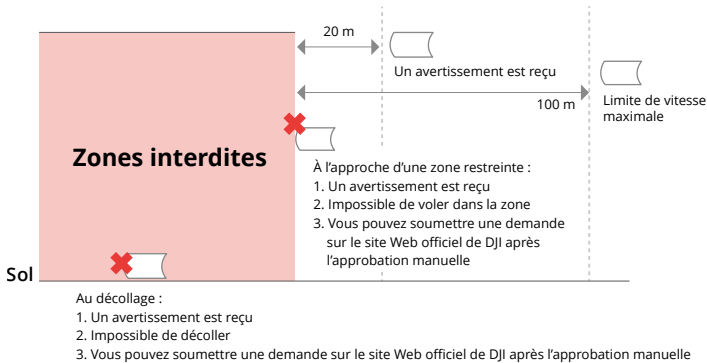 20 m
Un avertissement est reçu
100 m
Limite de vitesse
maximale
Zones interdites
À l’approche d’une zone restreinte :
1. Un avertissement est reçu
2. Impossible de voler dans la zone
3. Vous pouvez soumettre une demande
sur le site Web officiel de DJI après
l’approbation manuelle
Sol
Au décollage :
1. Un avertissement est reçu
2. Impossible de décoller
3. Vous pouvez soumettre une demande sur le site Web officiel de DJI après l’approbation manuelle